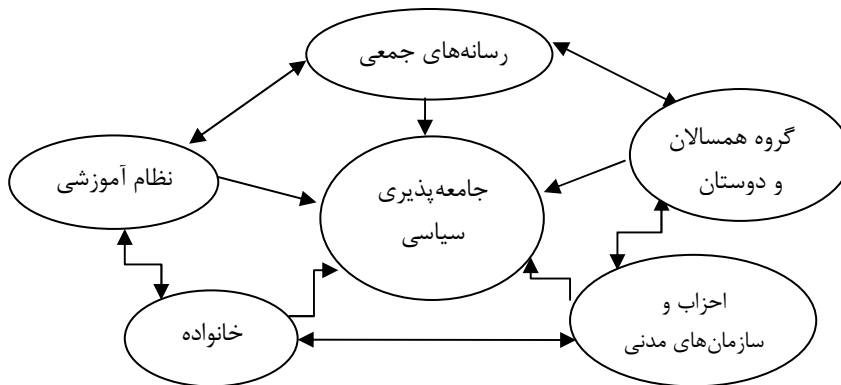 رسانه‌های جمعی
گروه همسالان
و دوستان
نظام آموزشی
جامعه‌پذیری
سیاسی
احزاب و
سازمان‌های مدنی
خانواده